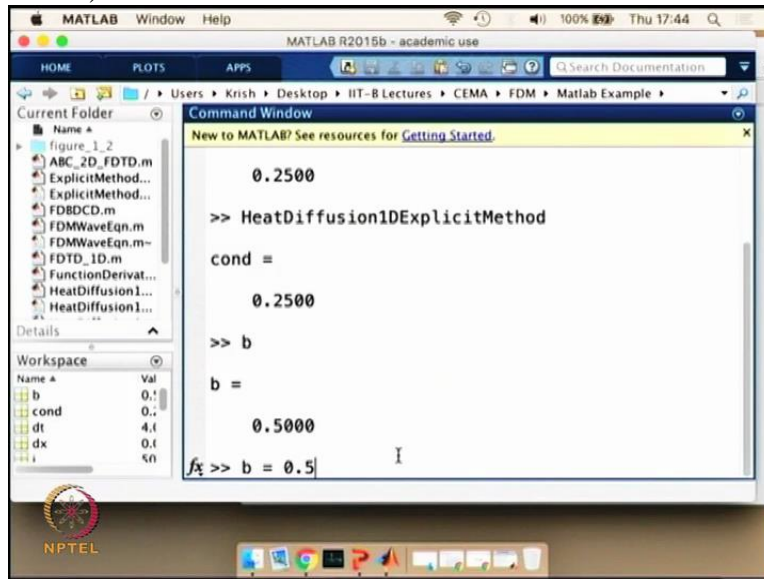 MATLAB Window Help 100% Thu 17:44
MATLAB R2015b - academic use
HOME PLOTS APPS Search Documentation
/ Users Krish Desktop IIT-B Lectures CEMA FDM Matlab Example
Current Folder
Name
figure_1_2
ABC_2D_FDTD.m
ExplicitMethod...
ExplicitMethod...
FDBDCD.m
FDMWaveEqn.m
FDMWaveEqn.m~
FDTD_1D.m
FunctionDerivat...
HeatDiffusion1...
HeatDiffusion1...
Details
Workspace
Name Val
b
cond
dt
dx
i 50
Command Window
New to MATLAB? See resources for Getting Started.
0.2500
>> HeatDiffusion1DExplicitMethod
cond =
0.2500
>> b
b =
0.5000
fx >> b = 0.5
NPTEL